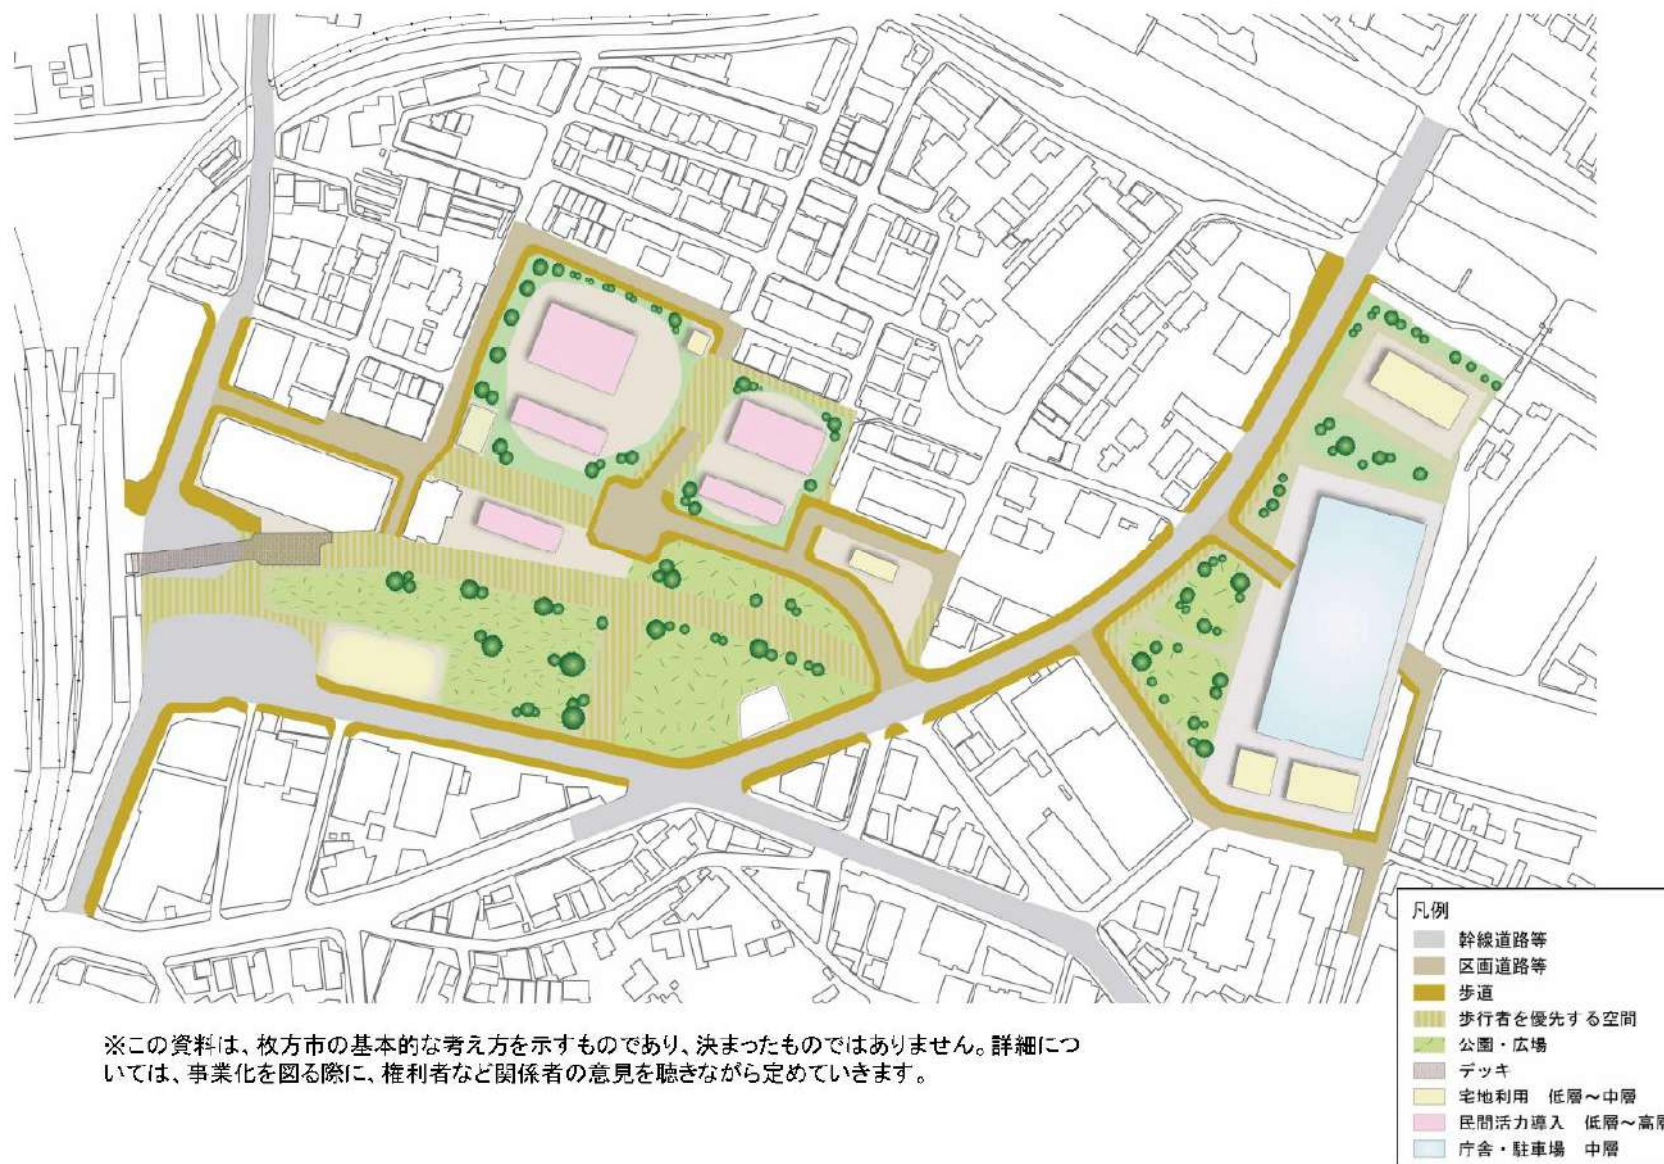 凡例
幹線道路等
区画道路等
歩道
歩行者を優先する空間
公園・広場
デッキ
宅地利用 低層～中層
民間活力導入 低層～高層
庁舎・駐車場 中層
※この資料は、枚方市の基本的な考え方を示すものであり、決まったものではありません。詳細につ
いては、事業化を図る際に、権利者など関係者の意見を聴きながら定めていきます。